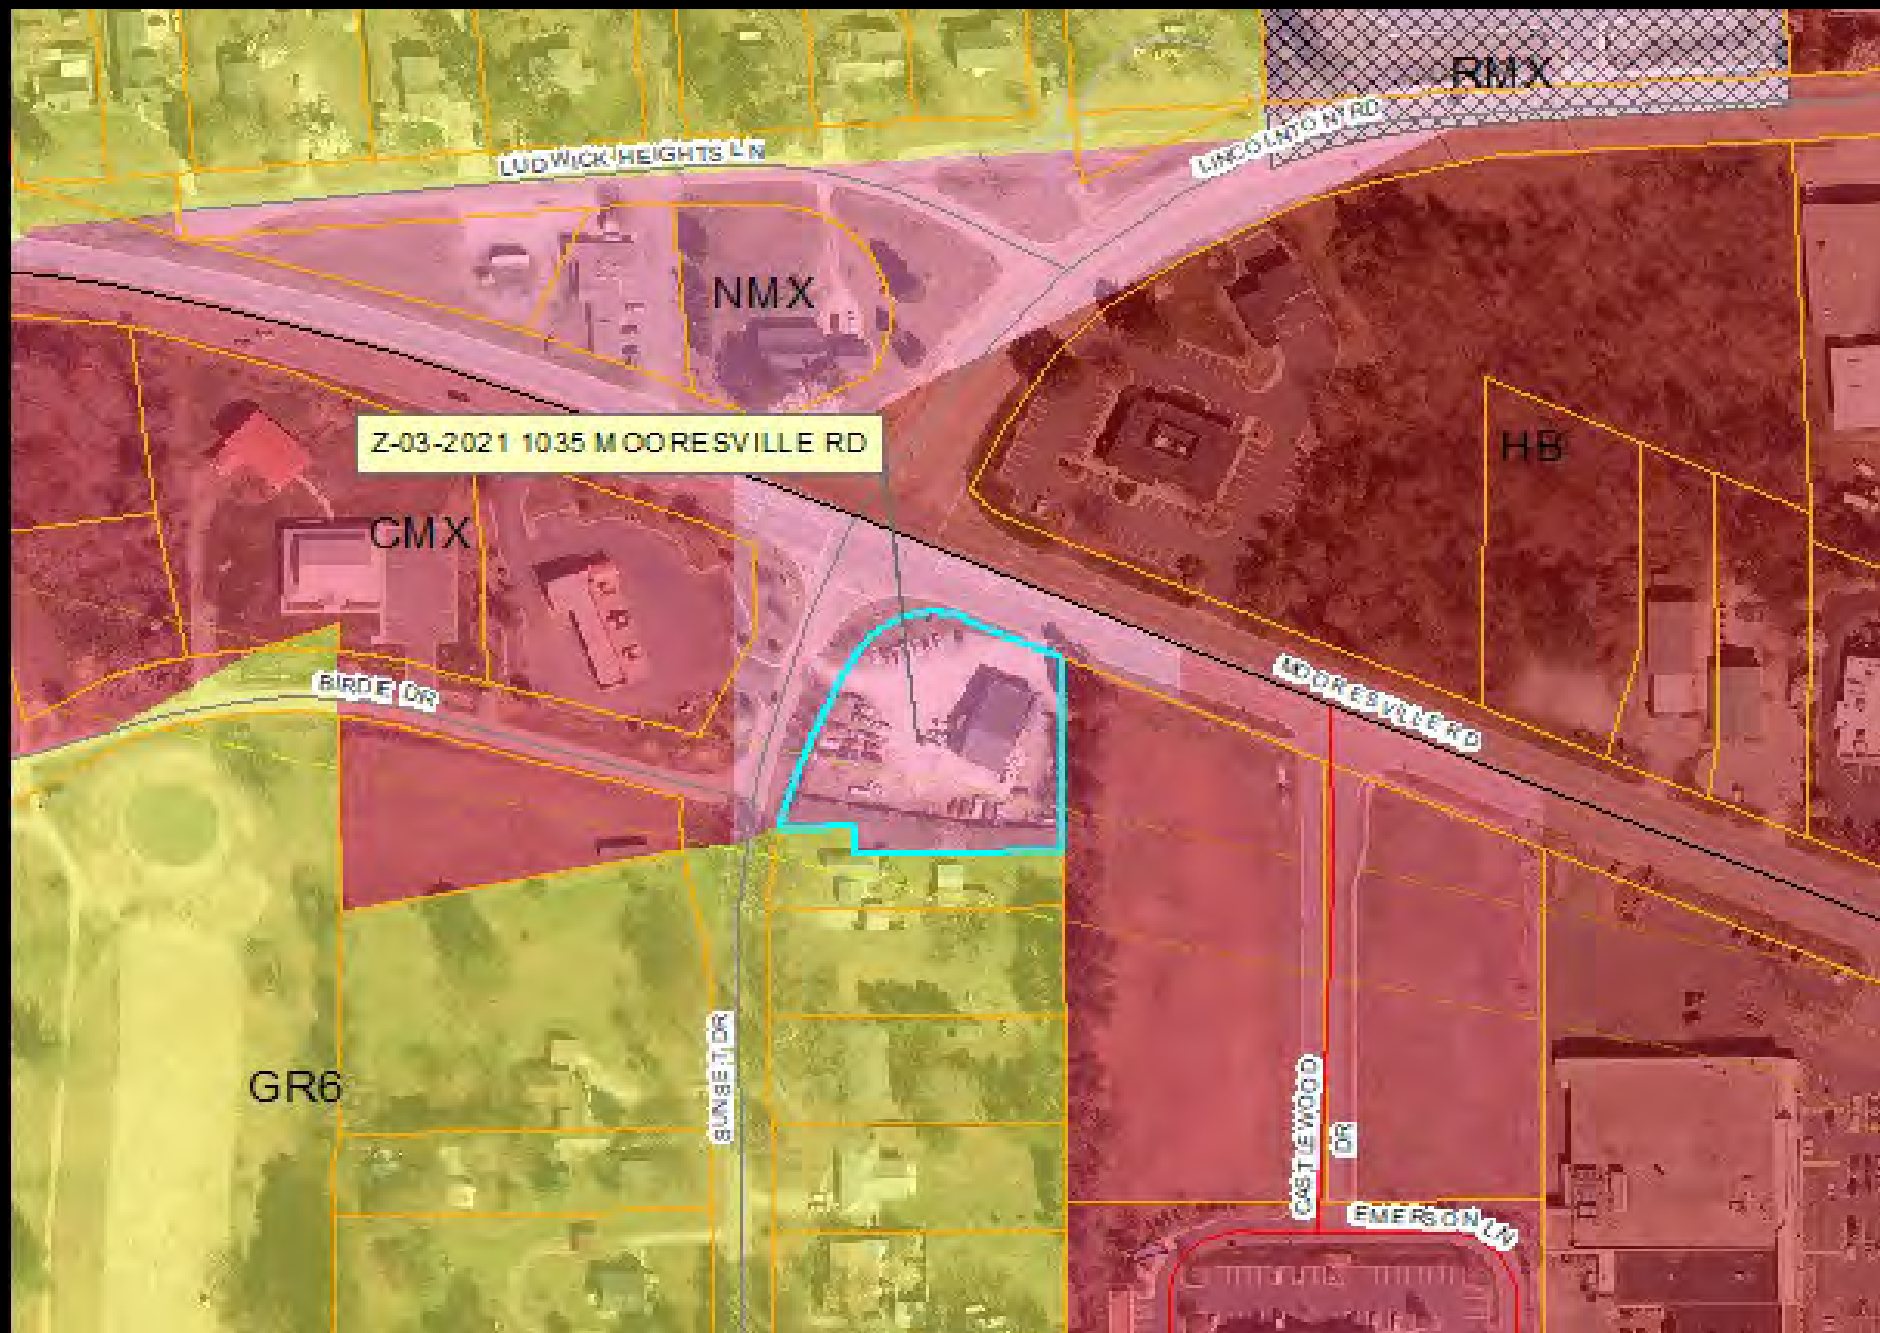 RMX
LINCOLNTON RD
LUDWICK HEIGHTS LN
NMX
Z-03-2021 1035 MOORESVILLE RD
HB
CMX
BIRDIE DR
MOORESVILLE RD
GR6
SUNSET DR
CASTLEWOOD
DR
EMERSON LN